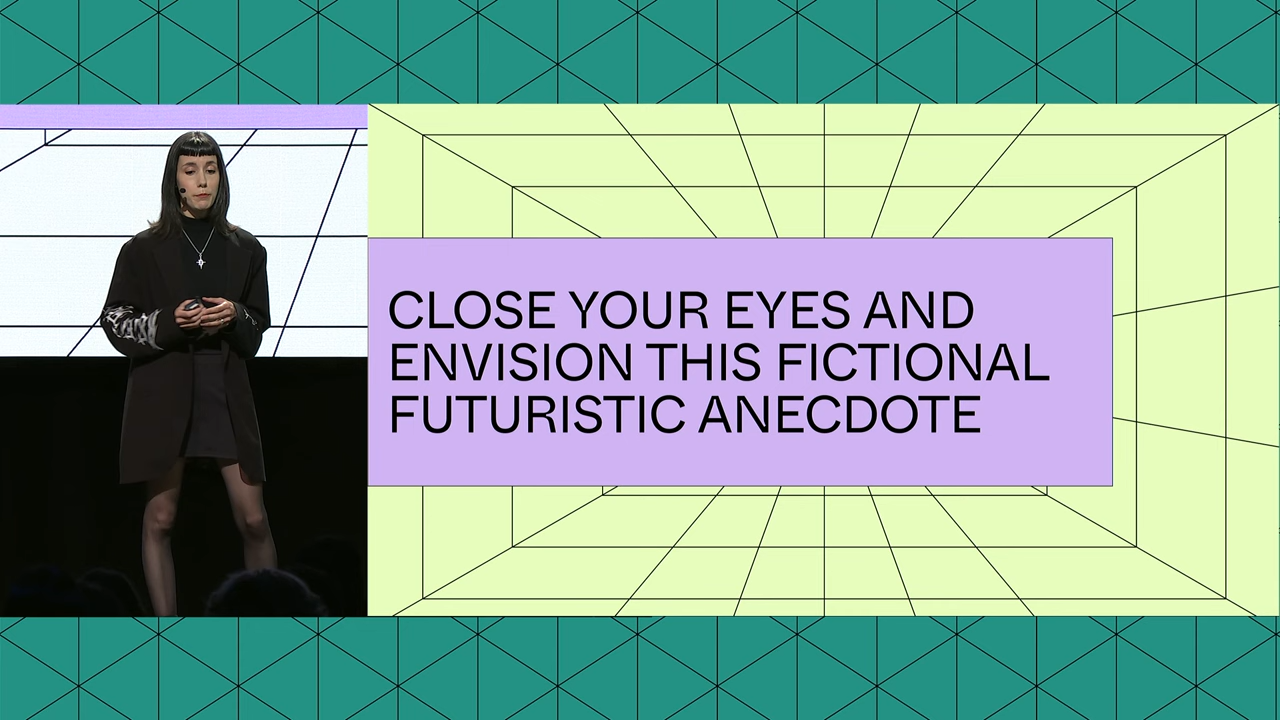 CLOSE YOUR EYES AND
ENVISION THIS FICTIONAL
FUTURISTIC ANECDOTE